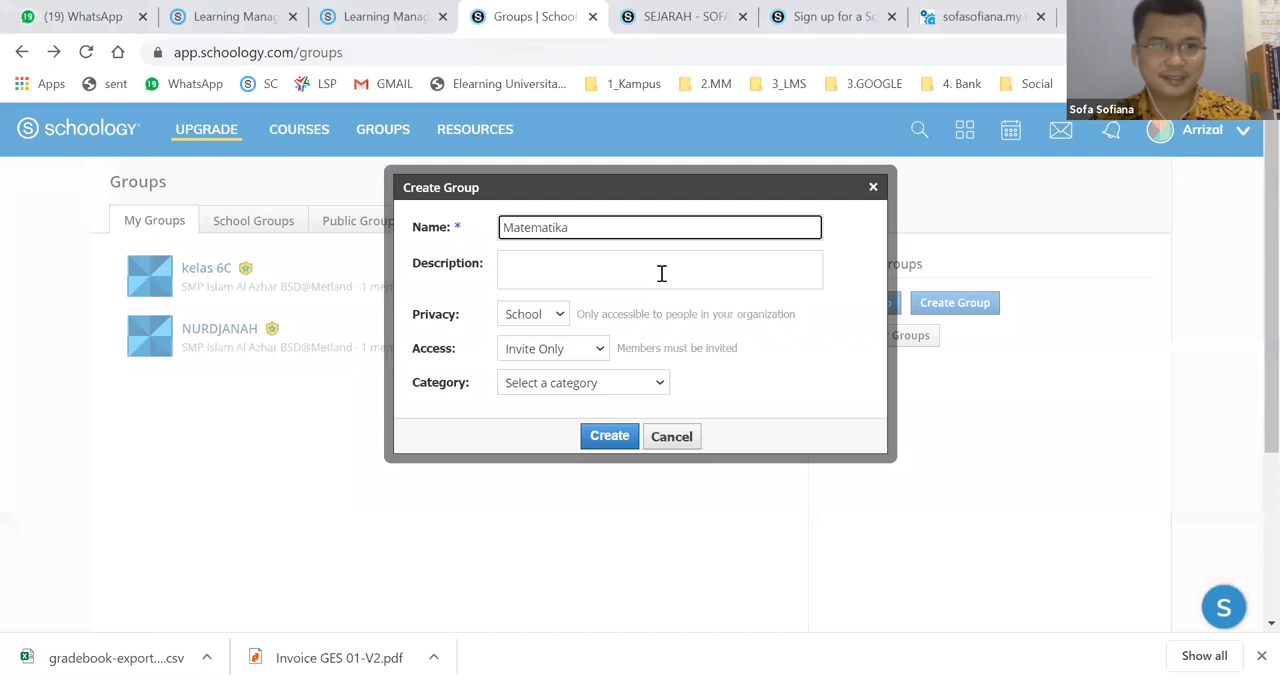 (19) WhatsApp
Learning Manag
Learning Manag
Groups | School
SEJARAH - SOFA
Sign up for a Sc
sofasofiana.my.i
app.schoology.com/groups
Apps
sent
WhatsApp
SC
LSP
GMAIL
Elearning Universita...
1_Kampus
2.MM
3_LMS
3.GOOGLE
4. Bank
Social
Sofa Sofiana
S schoology
UPGRADE
COURSES
GROUPS
RESOURCES
Arrizal
Groups
My Groups
School Groups
Public Group
kelas 6C
SMP Islam Al Azhar BSD@Metland · 1 mem
NURDJANAH
SMP Islam Al Azhar BSD@Metland · 1 mem
Create Group
Name: *
Matematika
Description:
Privacy:
School
Only accessible to people in your organization
Access:
Invite Only
Members must be invited
Category:
Select a category
Create
Cancel
Create Group
Groups
S
gradebook-export....csv
Invoice GES 01-V2.pdf
Show all